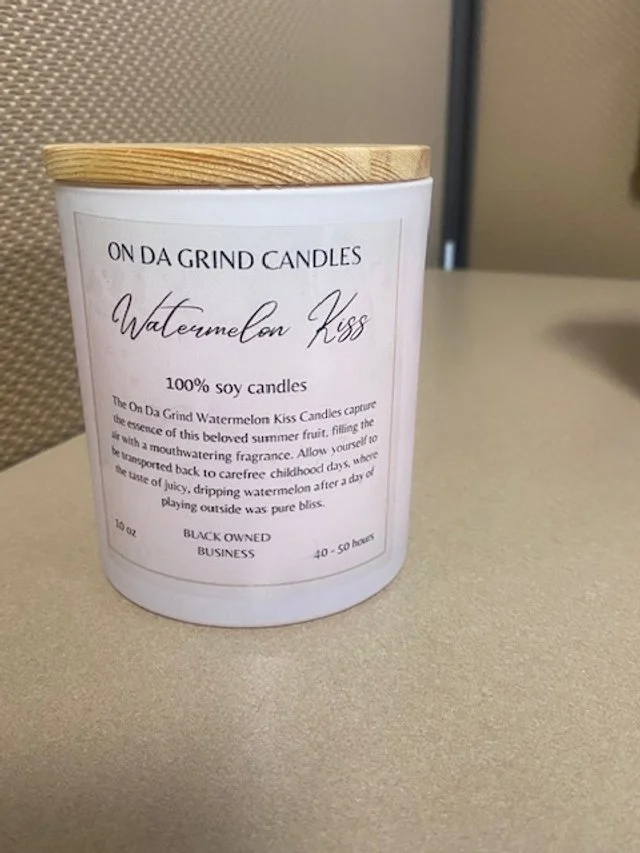 ON DA GRIND CANDLES
Watermelon Kiss
100% soy candles
The On Da Grind Watermelon Kiss Candles capture
the essence of this beloved summer fruit, filling the
air with a mouthwatering fragrance. Allow yourself to
be transported back to carefree childhood days, where
the taste of juicy, dripping watermelon after a day of
playing outside was pure bliss.
10 oz
BLACK OWNED
BUSINESS
40 - 50 hours